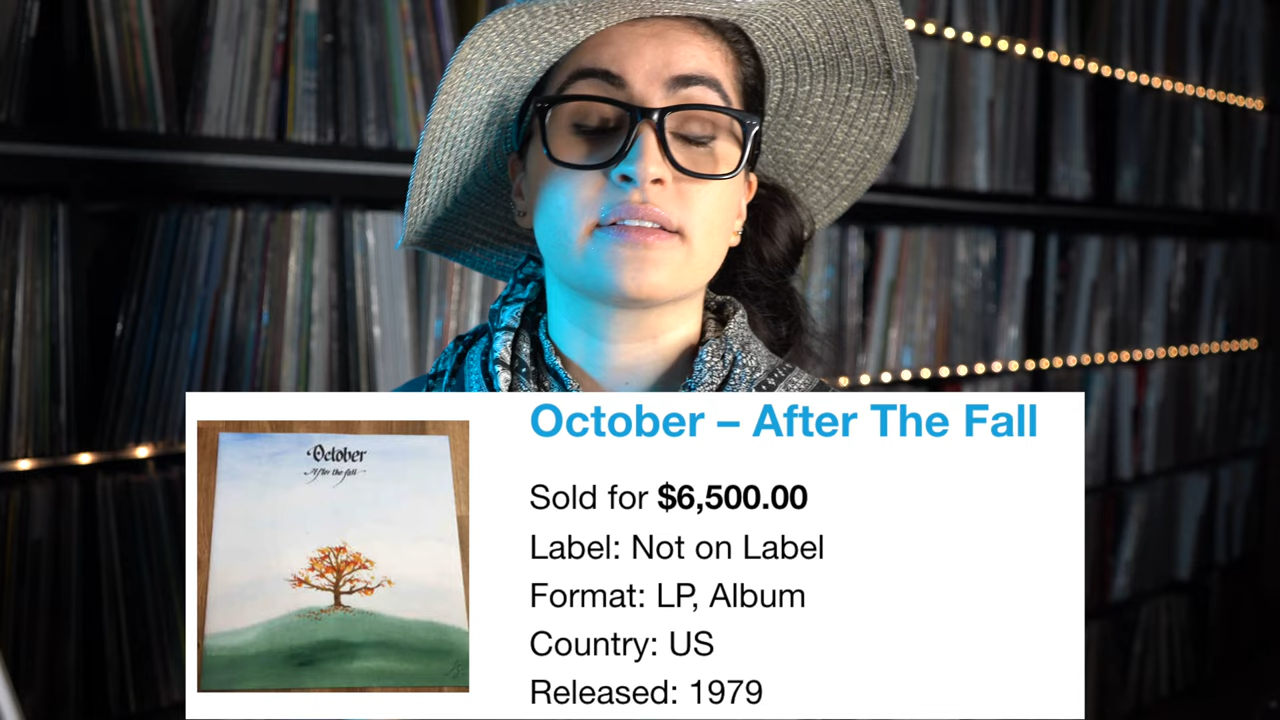 October – After The Fall
October
After the fall
Sold for $6,500.00
Label: Not on Label
Format: LP, Album
Country: US
Released: 1979